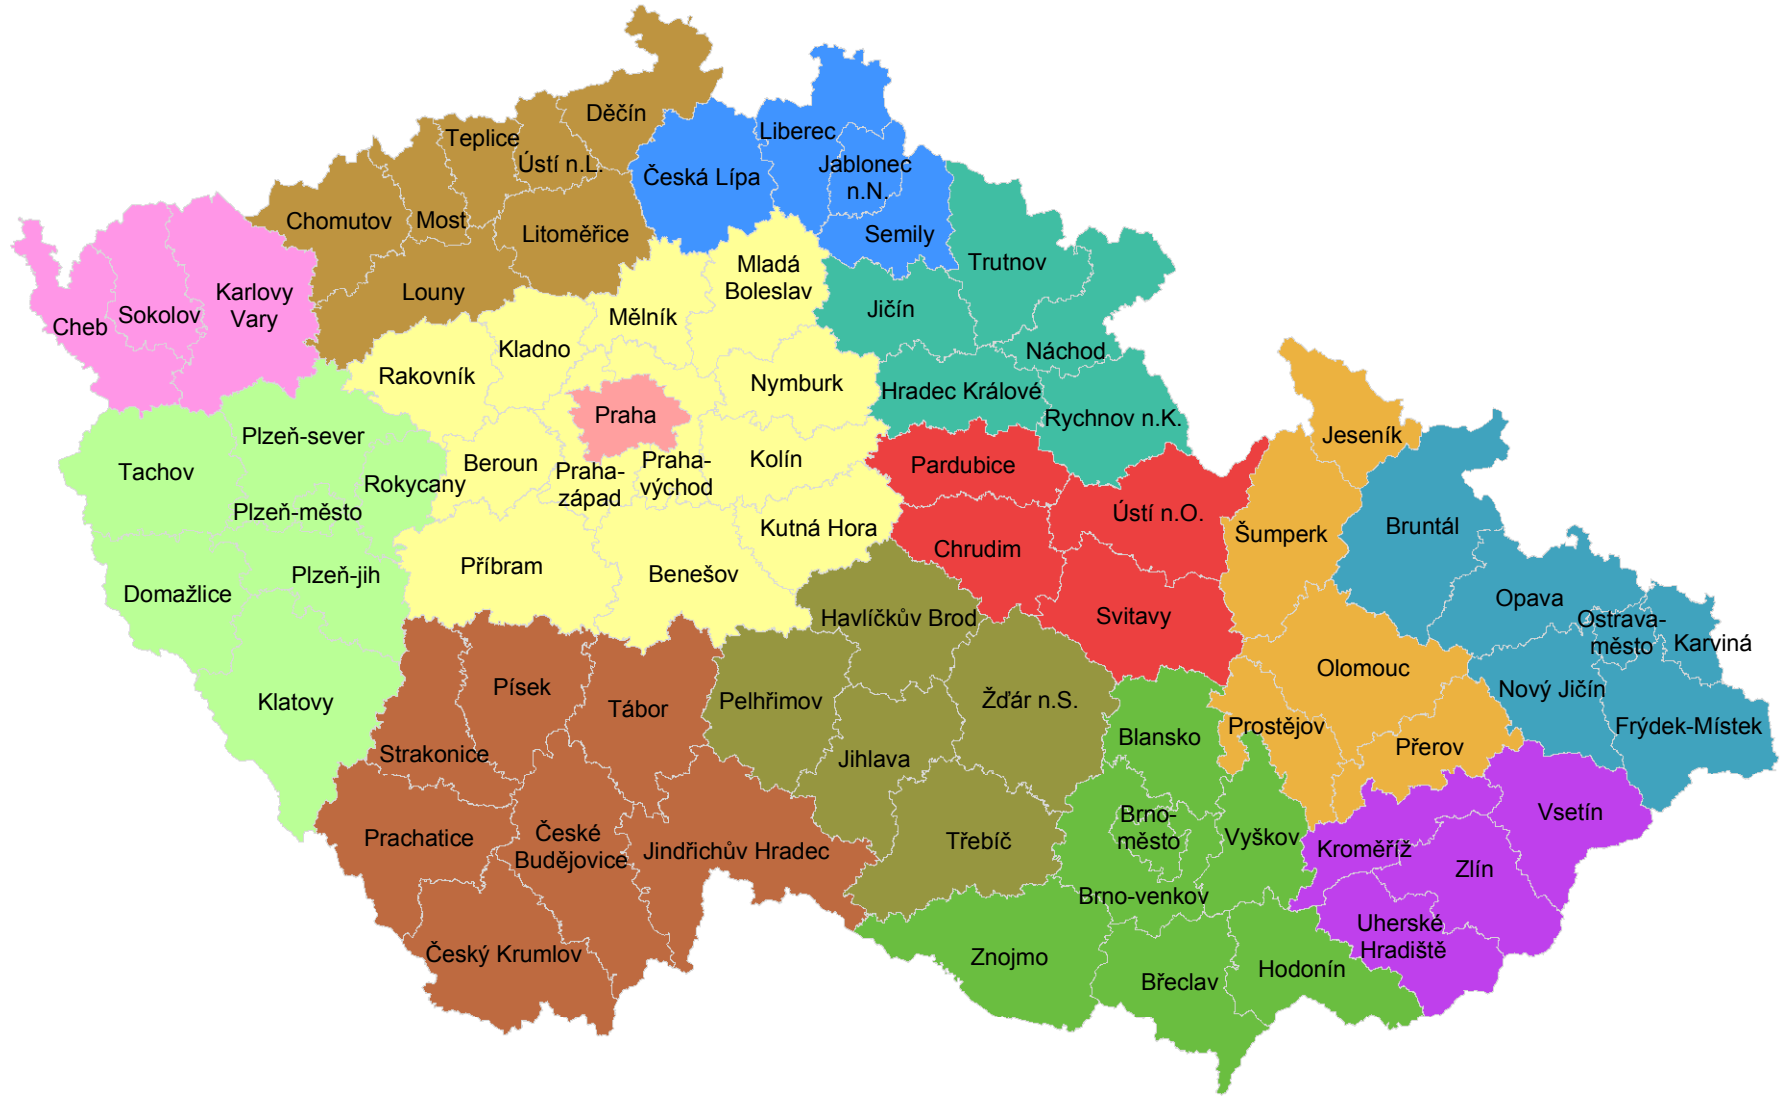 Děčín
Teplice
Ústí n.L.
Liberec
Česká Lípa
Jablonec
n.N.
Chomutov
Most
Litoměřice
Semily
Louny
Mladá
Boleslav
Trutnov
Karlovy
Vary
Sokolov
Cheb
Mělník
Jičín
Kladno
Náchod
Rakovník
Nymburk
Hradec Králové
Praha
Rychnov n.K.
Jeseník
Plzeň-sever
Tachov
Rokycany
Beroun
Praha-
západ
Praha-
východ
Kolín
Pardubice
Plzeň-město
Kutná Hora
Ústí n.O.
Šumperk
Bruntál
Chrudim
Příbram
Benešov
Plzeň-jih
Domažlice
Opava
Svitavy
Havlíčkův Brod
Ostrava-
město
Karviná
Olomouc
Klatovy
Písek
Tábor
Pelhřimov
Žďár n.S.
Nový Jičín
Prostějov
Frýdek-Místek
Blansko
Přerov
Strakonice
Jihlava
Vsetín
Prachatice
České
Budějovice
Jindřichův Hradec
Třebíč
Brno-
město
Vyškov
Kroměříž
Zlín
Brno-venkov
Uherské
Hradiště
Český Krumlov
Znojmo
Břeclav
Hodonín